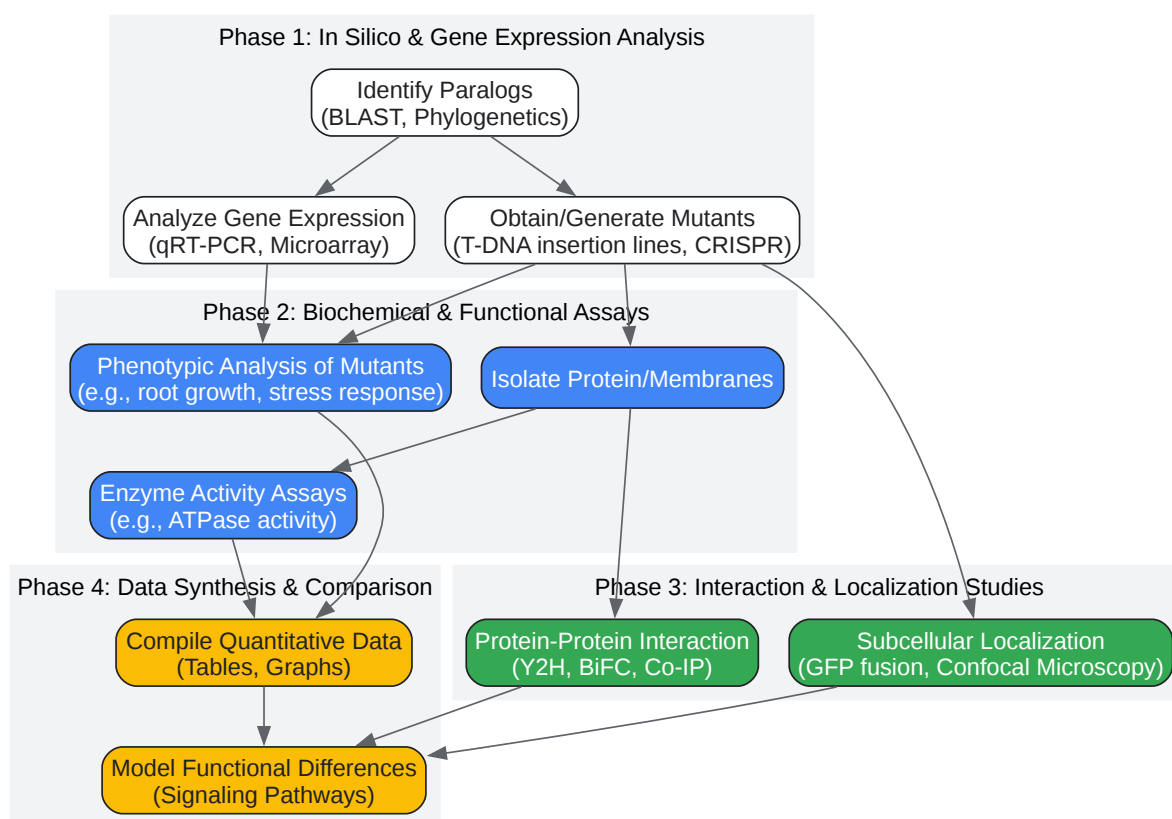 Phase 1: In Silico & Gene Expression Analysis
Identify Paralogs
(BLAST, Phylogenetics)
Analyze Gene Expression
(qRT-PCR, Microarray)
Obtain/Generate Mutants
(T-DNA insertion lines, CRISPR)
Phase 2: Biochemical & Functional Assays
Phenotypic Analysis of Mutants
(e.g., root growth, stress response)
Isolate Protein/Membranes
Enzyme Activity Assays
(e.g., ATPase activity)
Phase 4: Data Synthesis & Comparison
Phase 3: Interaction & Localization Studies
Compile Quantitative Data
(Tables, Graphs)
Protein-Protein Interaction
(Y2H, BiFC, Co-IP)
Subcellular Localization
(GFP fusion, Confocal Microscopy)
Model Functional Differences
(Signaling Pathways)